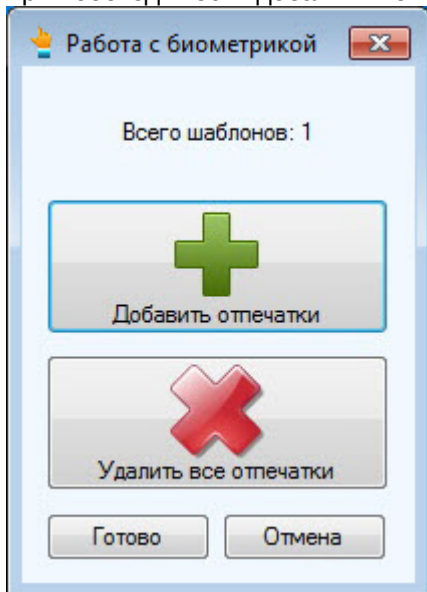 Работа с биометрикой
Всего шаблонов: 1
Добавить отпечатки
Удалить все отпечатки
Готово
Отмена